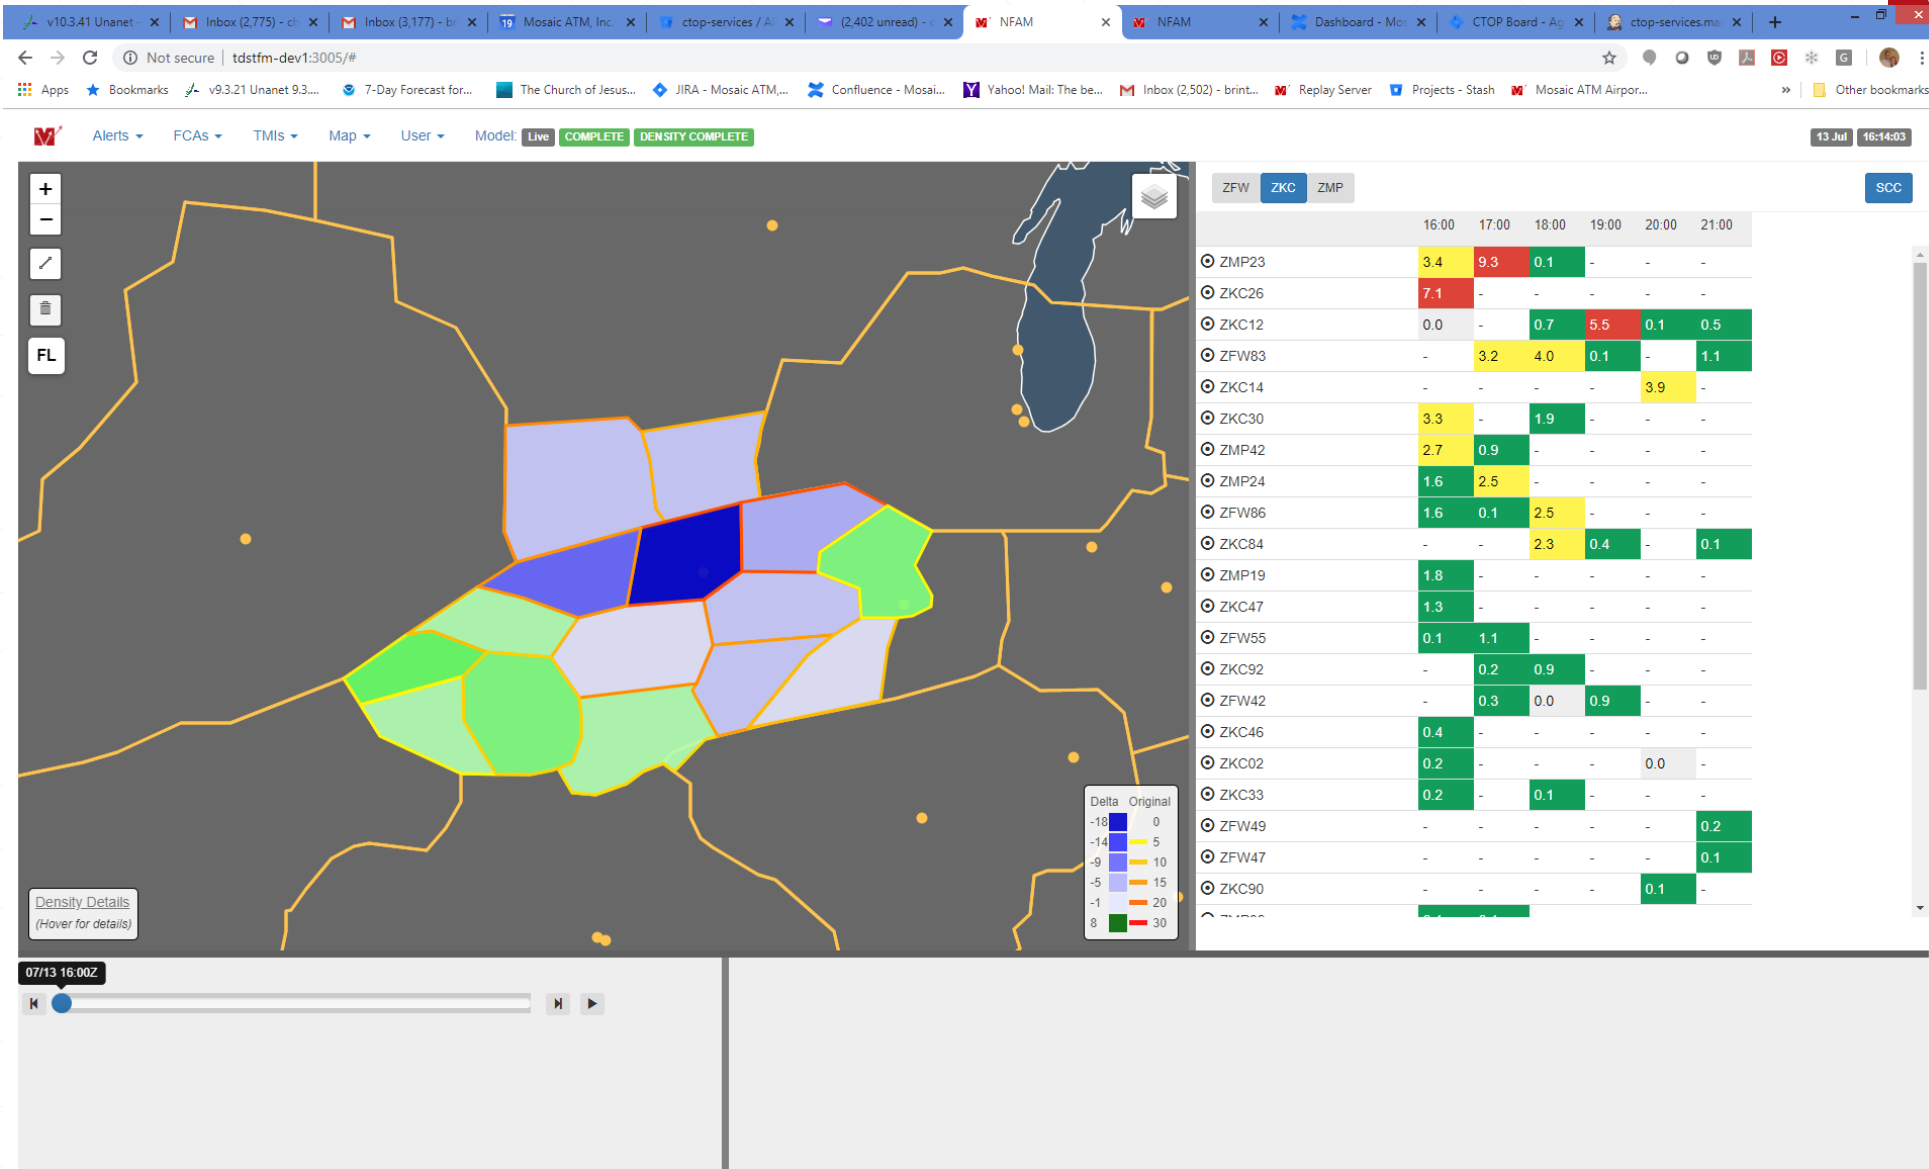 v10.3.41 Unanet
Inbox (2,775) - ch
Inbox (3,177) - br
19 Mosaic ATM, Inc.
ctop-services / Al
(2,402 unread) - c
NFAM
NFAM
Dashboard - Mos
CTOP Board - Ag
ctop-services.ma
Not secure | tdstfm-dev1:3005/#
Apps Bookmarks v9.3.21 Unanet 9.3.... 7-Day Forecast for... The Church of Jesus... JIRA - Mosaic ATM,... Confluence - Mosai... Yahoo! Mail: The be... Inbox (2,502) - brint... Replay Server Projects - Stash Mosaic ATM Airpor... » Other bookmarks
Alerts FCAs TMIs Map User Model: Live COMPLETE DENSITY COMPLETE 13 Jul 16:14:03
+
−
FL
ZFW ZKC ZMP SCC
16:00 17:00 18:00 19:00 20:00 21:00
ZMP23 3.4 9.3 0.1 - - -
ZKC26 7.1 - - - - -
ZKC12 0.0 - 0.7 5.5 0.1 0.5
ZFW83 - 3.2 4.0 0.1 - 1.1
ZKC14 - - - - 3.9 -
ZKC30 3.3 - 1.9 - - -
ZMP42 2.7 0.9 - - - -
ZMP24 1.6 2.5 - - - -
ZFW86 1.6 0.1 2.5 - - -
ZKC84 - - 2.3 0.4 - 0.1
ZMP19 1.8 - - - - -
ZKC47 1.3 - - - - -
ZFW55 0.1 1.1 - - - -
ZKC92 - 0.2 0.9 - - -
ZFW42 - 0.3 0.0 0.9 - -
ZKC46 0.4 - - - - -
ZKC02 0.2 - - - 0.0 -
ZKC33 0.2 - 0.1 - - -
ZFW49 - - - - - 0.2
ZFW47 - - - - - 0.1
ZKC90 - - - - 0.1 -
Delta Original
-18 0
-14 5
-9 10
-5 15
-1 20
8 30
Density Details
(Hover for details)
07/13 16:00Z